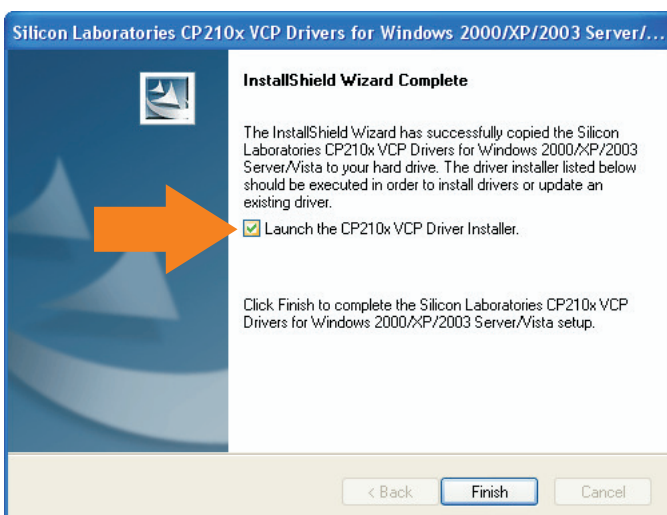 Silicon Laboratories CP210x VCP Drivers for Windows 2000/XP/2003 Server/...
InstallShield Wizard Complete
The InstallShield Wizard has successfully copied the Silicon
Laboratories CP210x VCP Drivers for Windows 2000/XP/2003
Server/Vista to your hard drive. The driver installer listed below
should be executed in order to install drivers or update an
existing driver.
Launch the CP210x VCP Driver Installer.
Click Finish to complete the Silicon Laboratories CP210x VCP
Drivers for Windows 2000/XP/2003 Server/Vista setup.
< Back Finish Cancel